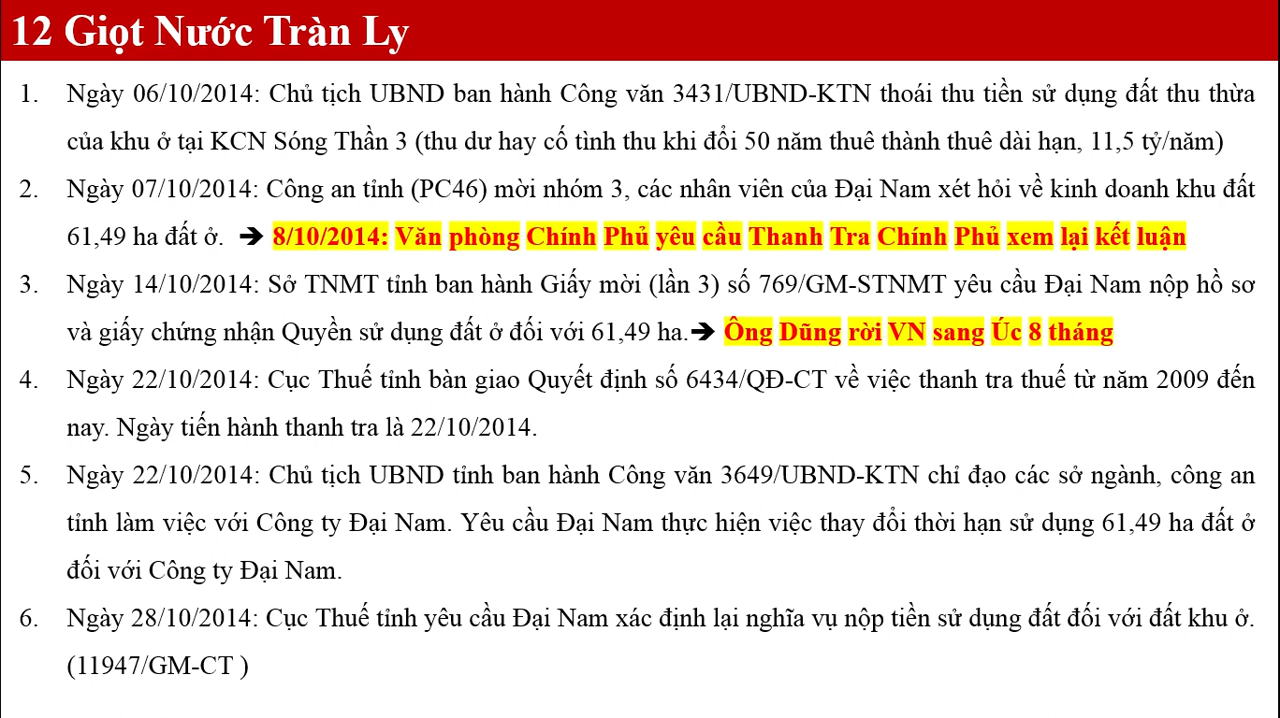 12 Giọt Nước Tràn Ly
1. Ngày 06/10/2014: Chủ tịch UBND ban hành Công văn 3431/UBND-KTN thoái thu tiền sử dụng đất thu thừa
của khu ở tại KCN Sóng Thần 3 (thu dư hay cố tình thu khi đổi 50 năm thuê thành thuê dài hạn, 11,5 tỷ/năm)
2. Ngày 07/10/2014: Công an tỉnh (PC46) mời nhóm 3, các nhân viên của Đại Nam xét hỏi về kinh doanh khu đất
61,49 ha đất ở. ➔ 8/10/2014: Văn phòng Chính Phủ yêu cầu Thanh Tra Chính Phủ xem lại kết luận
3. Ngày 14/10/2014: Sở TNMT tỉnh ban hành Giấy mời (lần 3) số 769/GM-STNMT yêu cầu Đại Nam nộp hồ sơ
và giấy chứng nhận Quyền sử dụng đất ở đối với 61,49 ha.➔ Ông Dũng rời VN sang Úc 8 tháng
4. Ngày 22/10/2014: Cục Thuế tỉnh bàn giao Quyết định số 6434/QĐ-CT về việc thanh tra thuế từ năm 2009 đến
nay. Ngày tiến hành thanh tra là 22/10/2014.
5. Ngày 22/10/2014: Chủ tịch UBND tỉnh ban hành Công văn 3649/UBND-KTN chỉ đạo các sở ngành, công an
tỉnh làm việc với Công ty Đại Nam. Yêu cầu Đại Nam thực hiện việc thay đổi thời hạn sử dụng 61,49 ha đất ở
đối với Công ty Đại Nam.
6. Ngày 28/10/2014: Cục Thuế tỉnh yêu cầu Đại Nam xác định lại nghĩa vụ nộp tiền sử dụng đất đối với đất khu ở.
(11947/GM-CT )